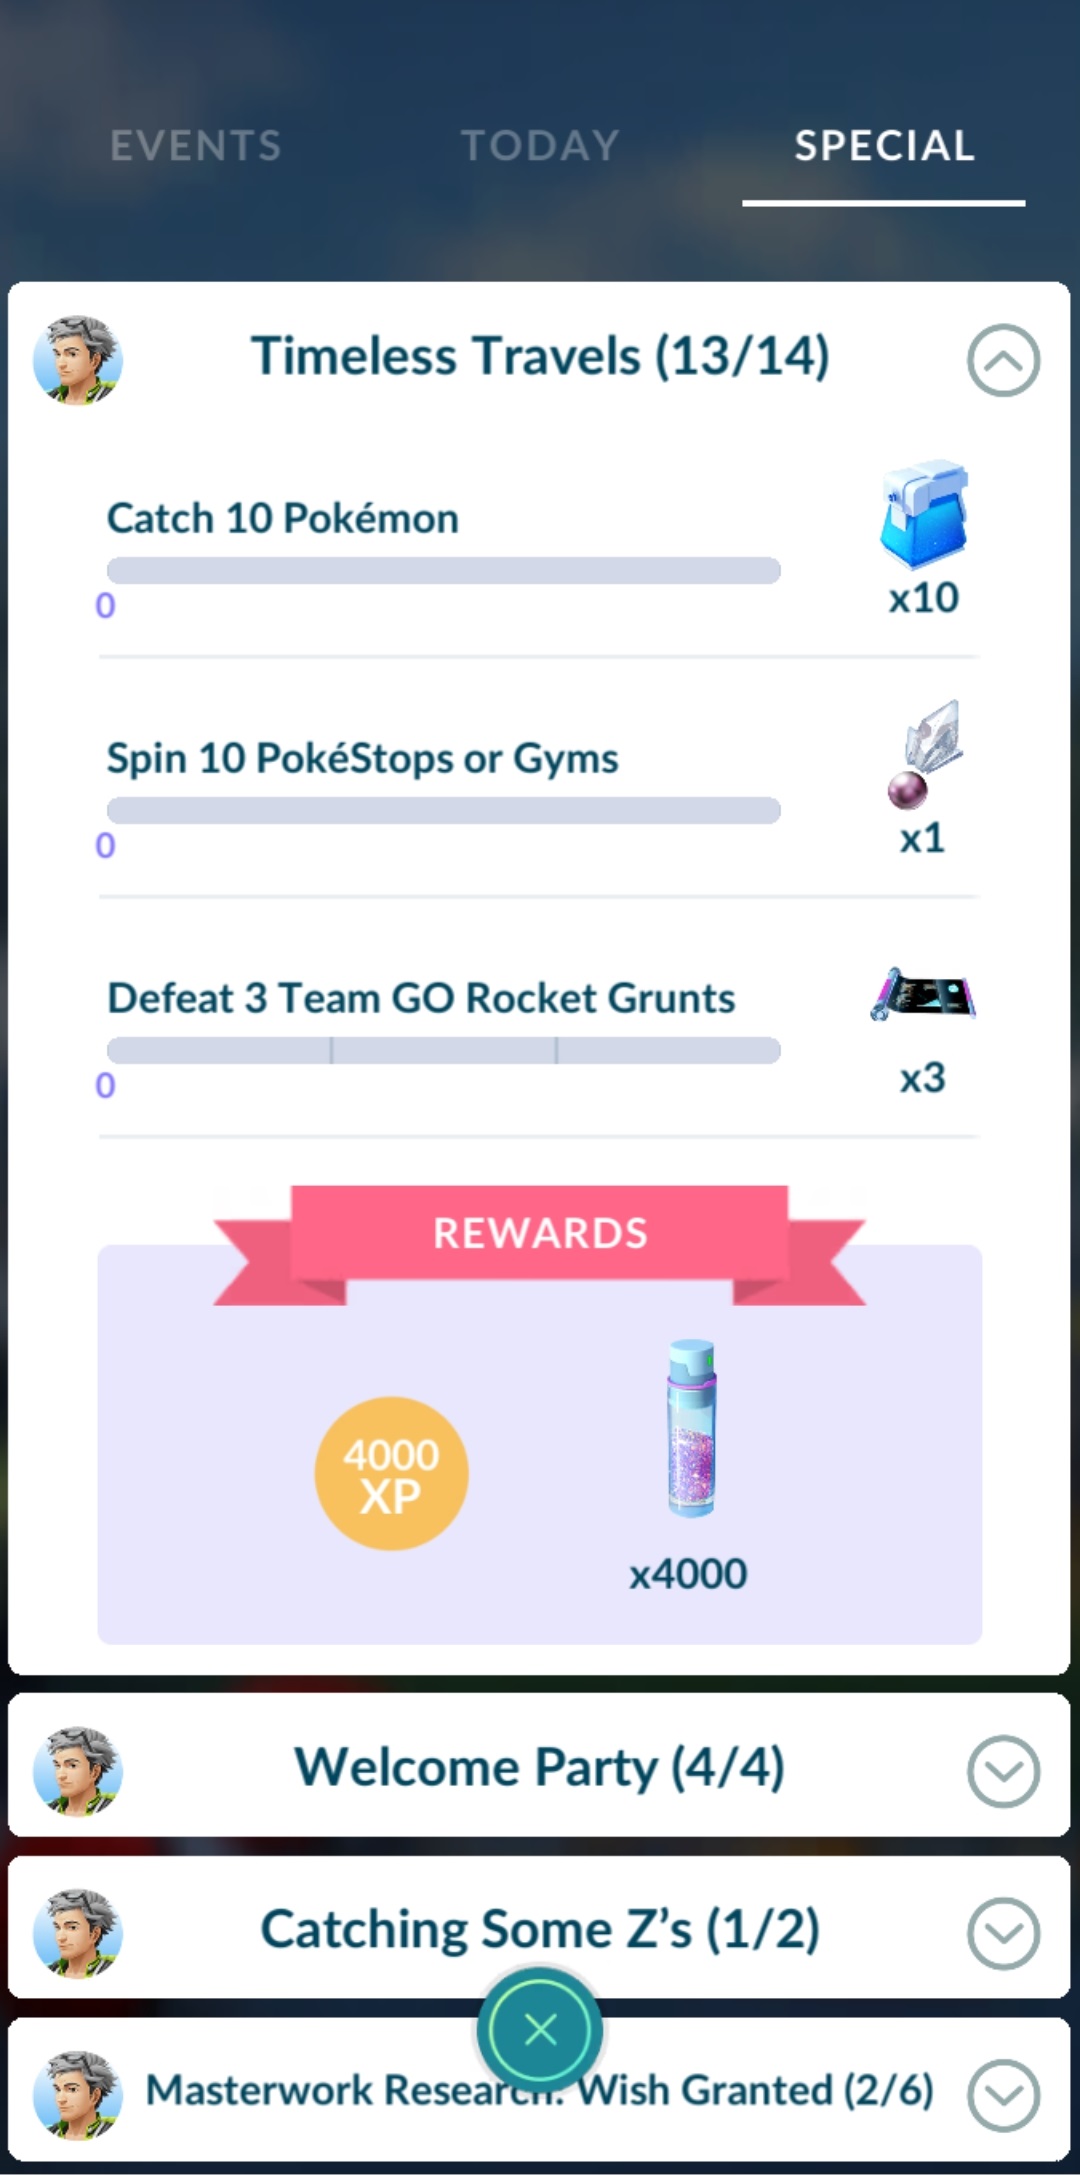 EVENTS TODAY SPECIAL
Timeless Travels (13/14)
Catch 10 Pokémon
0
x10
Spin 10 PokéStops or Gyms
0
x1
Defeat 3 Team GO Rocket Grunts
0
x3
REWARDS
4000
XP
x4000
Welcome Party (4/4)
Catching Some Z’s (1/2)
Masterwork Research: Wish Granted (2/6)